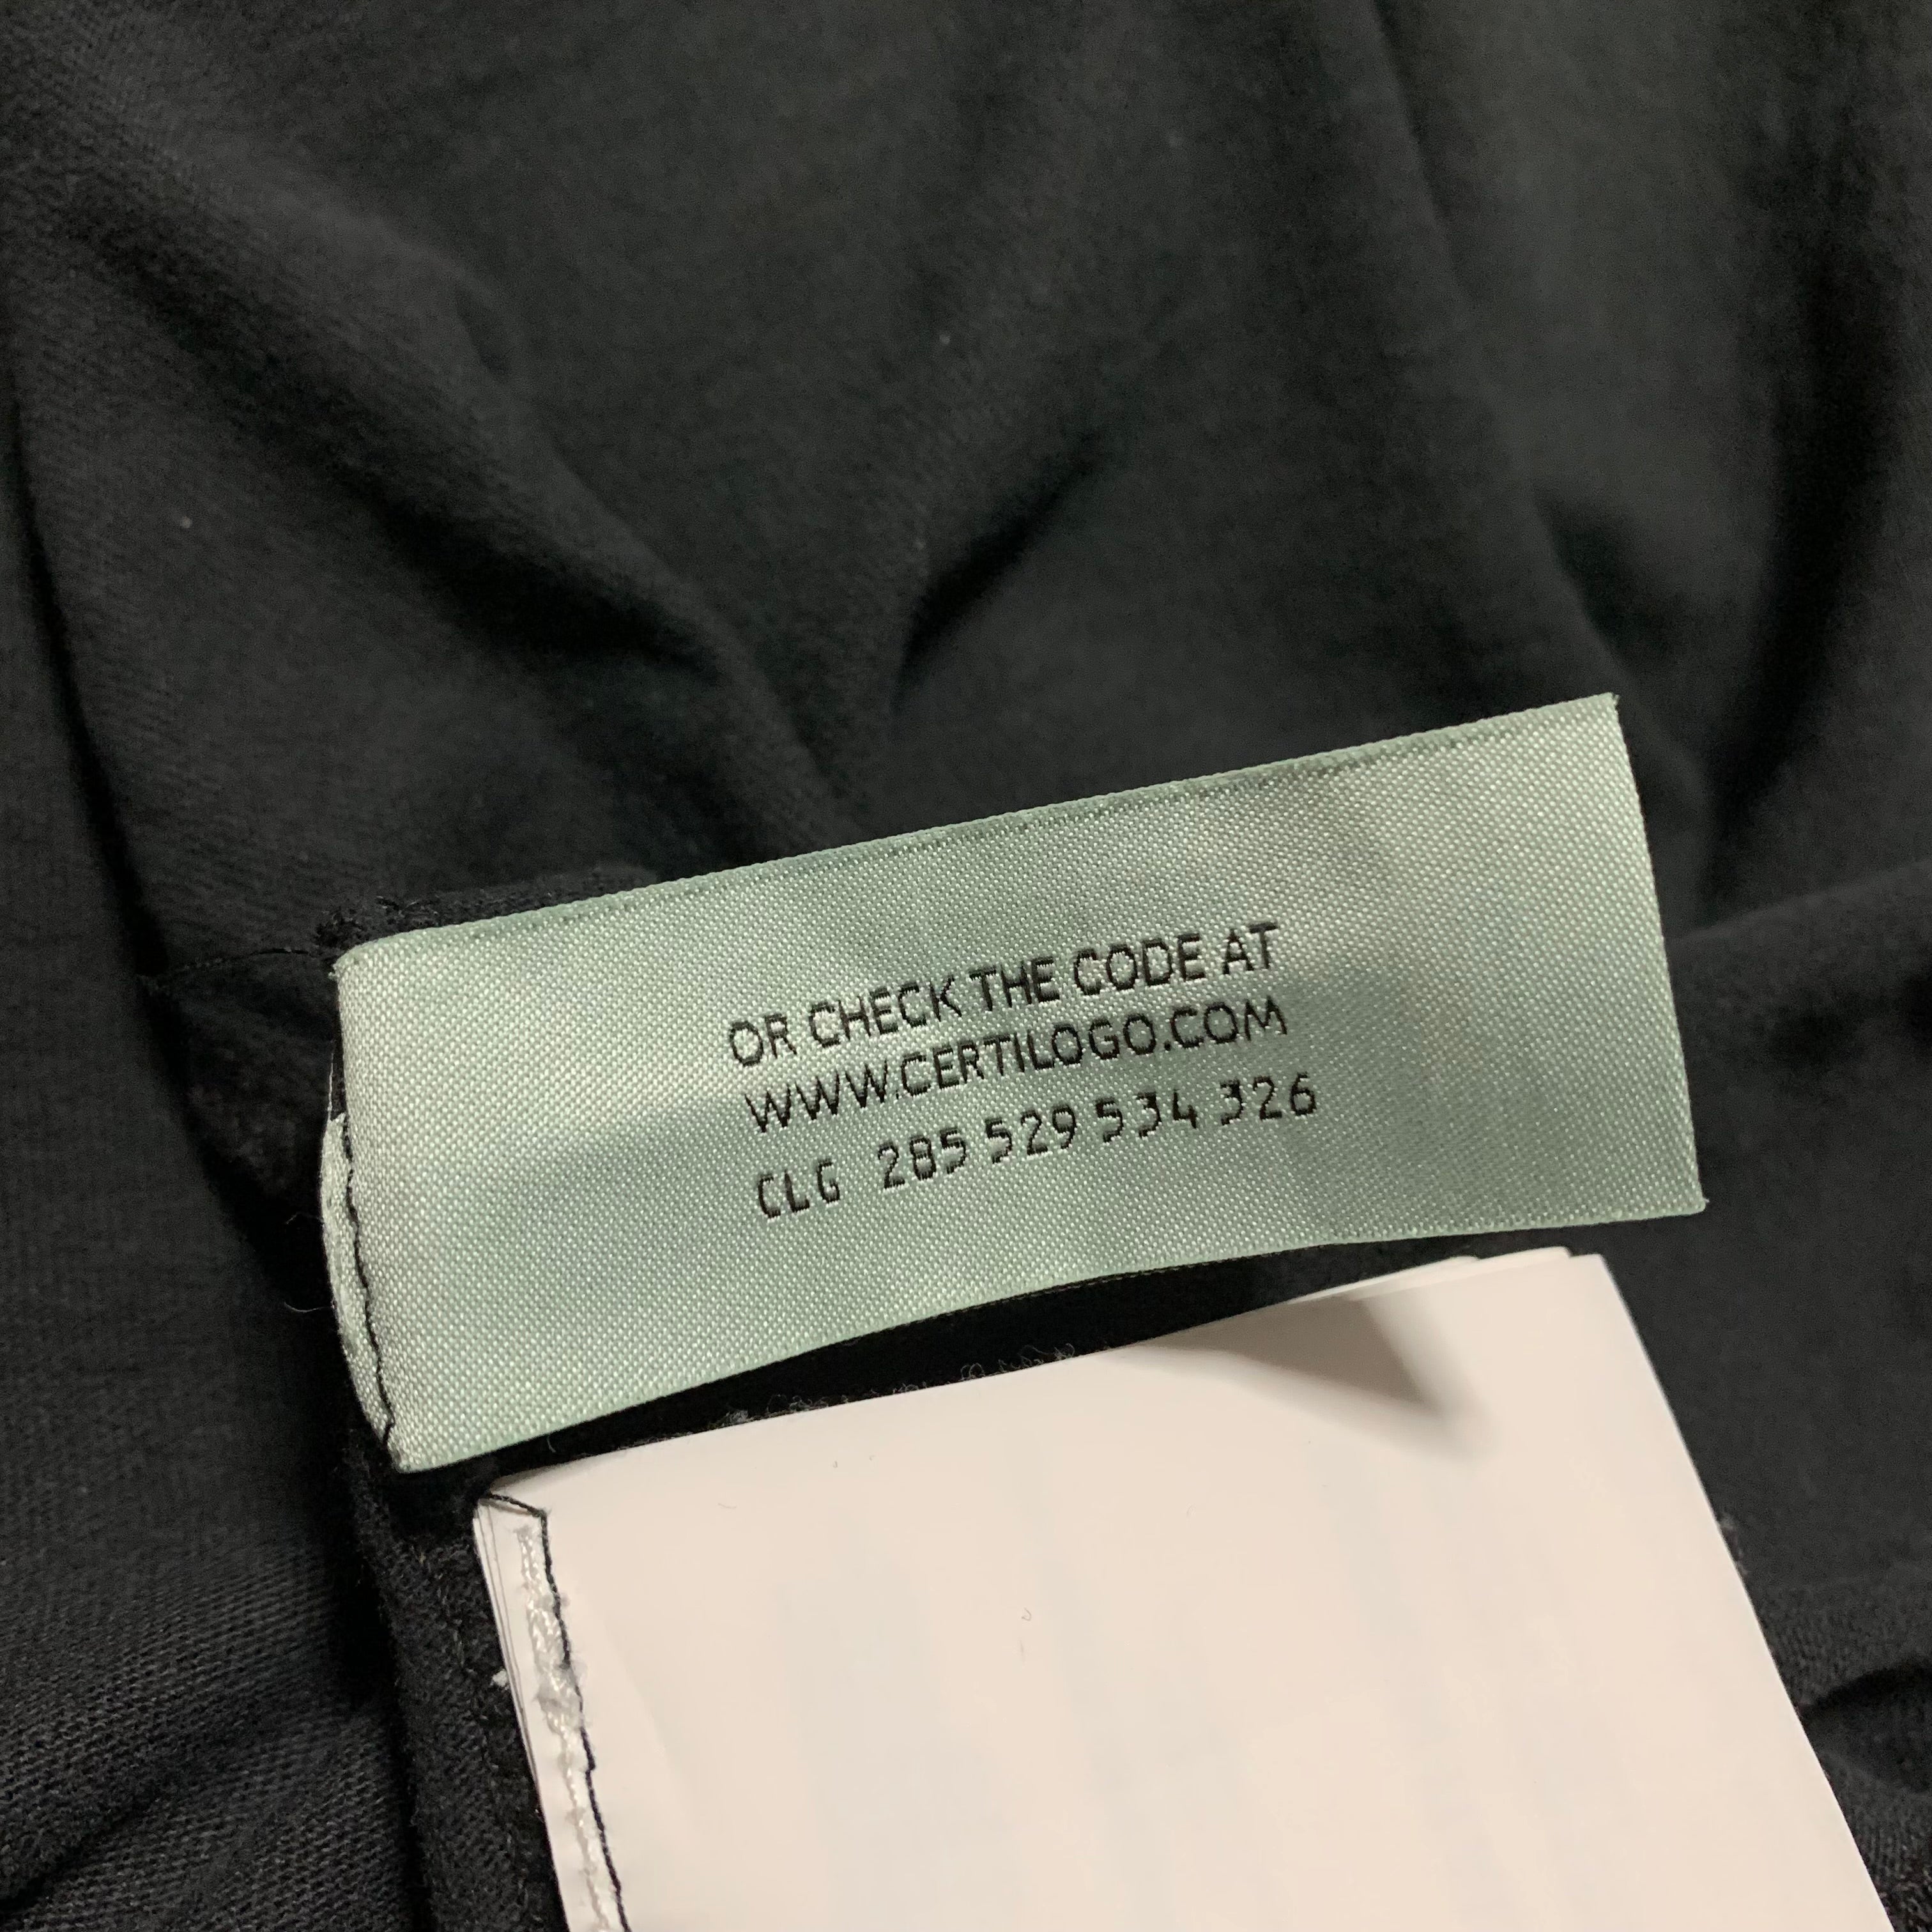 OR CHECK THE CODE AT
WWW.CERTILOGO.COM
CLG 285 529 534 326